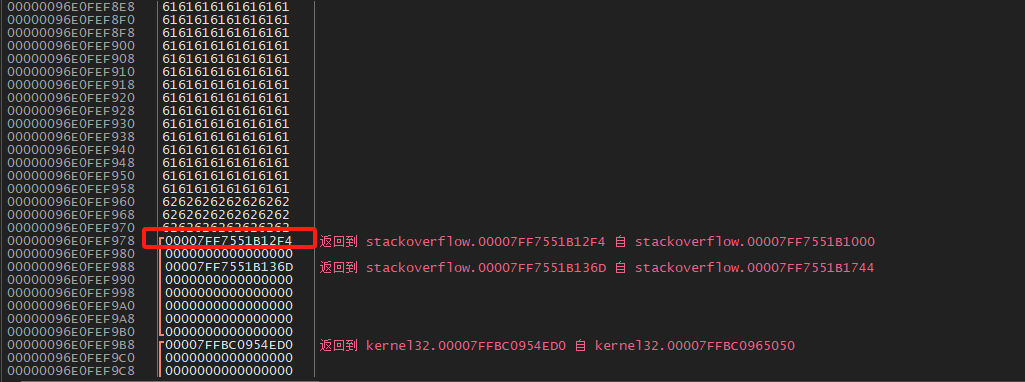 00000096E0FEF8E8 6161616161616161
00000096E0FEF8F0 6161616161616161
00000096E0FEF8F8 6161616161616161
00000096E0FEF900 6161616161616161
00000096E0FEF908 6161616161616161
00000096E0FEF910 6161616161616161
00000096E0FEF918 6161616161616161
00000096E0FEF920 6161616161616161
00000096E0FEF928 6161616161616161
00000096E0FEF930 6161616161616161
00000096E0FEF938 6161616161616161
00000096E0FEF940 6161616161616161
00000096E0FEF948 6161616161616161
00000096E0FEF950 6161616161616161
00000096E0FEF958 6161616161616161
00000096E0FEF960 6262626262626262
00000096E0FEF968 6262626262626262
00000096E0FEF970 6262626262626262
00000096E0FEF978 00007FF7551B12F4 返回到 stackoverflow.00007FF7551B12F4 自 stackoverflow.00007FF7551B1000
00000096E0FEF980 0000000000000000
00000096E0FEF988 00007FF7551B136D 返回到 stackoverflow.00007FF7551B136D 自 stackoverflow.00007FF7551B1744
00000096E0FEF990 0000000000000000
00000096E0FEF998 0000000000000000
00000096E0FEF9A0 0000000000000000
00000096E0FEF9A8 0000000000000000
00000096E0FEF9B0 0000000000000000
00000096E0FEF9B8 00007FFBC0954ED0 返回到 kernel32.00007FFBC0954ED0 自 kernel32.00007FFBC0965050
00000096E0FEF9C0 0000000000000000
00000096E0FEF9C8 0000000000000000